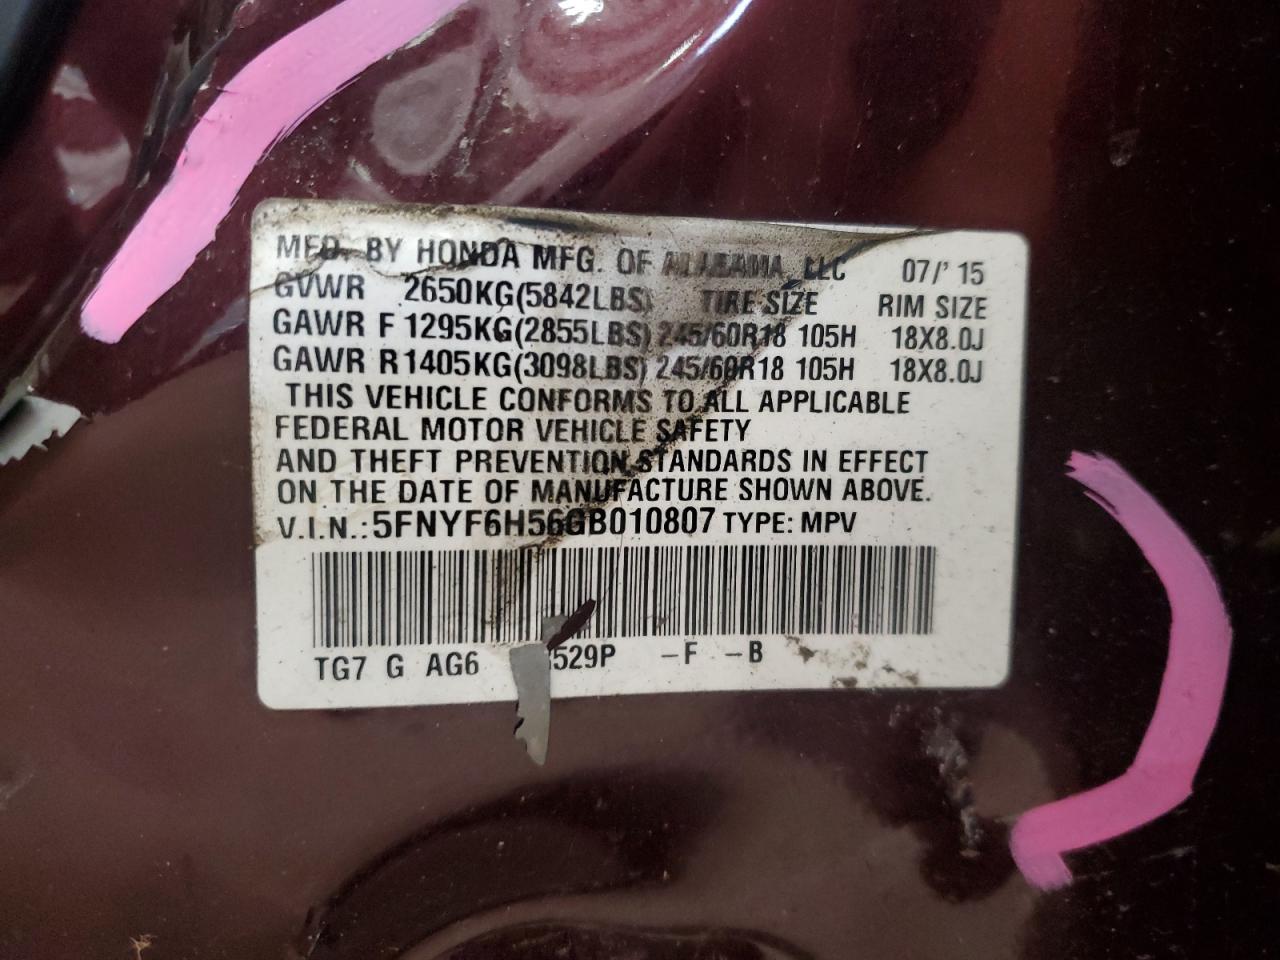 MFD. BY HONDA MFG. OF ALABAMA, LLC 07/' 15
GVWR 2650KG(5842LBS) TIRE SIZE RIM SIZE
GAWR F 1295KG(2855LBS) 245/60R18 105H 18X8.0J
GAWR R 1405KG(3098LBS) 245/60R18 105H 18X8.0J
THIS VEHICLE CONFORMS TO ALL APPLICABLE
FEDERAL MOTOR VEHICLE SAFETY
AND THEFT PREVENTION STANDARDS IN EFFECT
ON THE DATE OF MANUFACTURE SHOWN ABOVE.
V.I.N.: 5FNYF6H56GB010807 TYPE: MPV
TG7 G AG6 –F –B